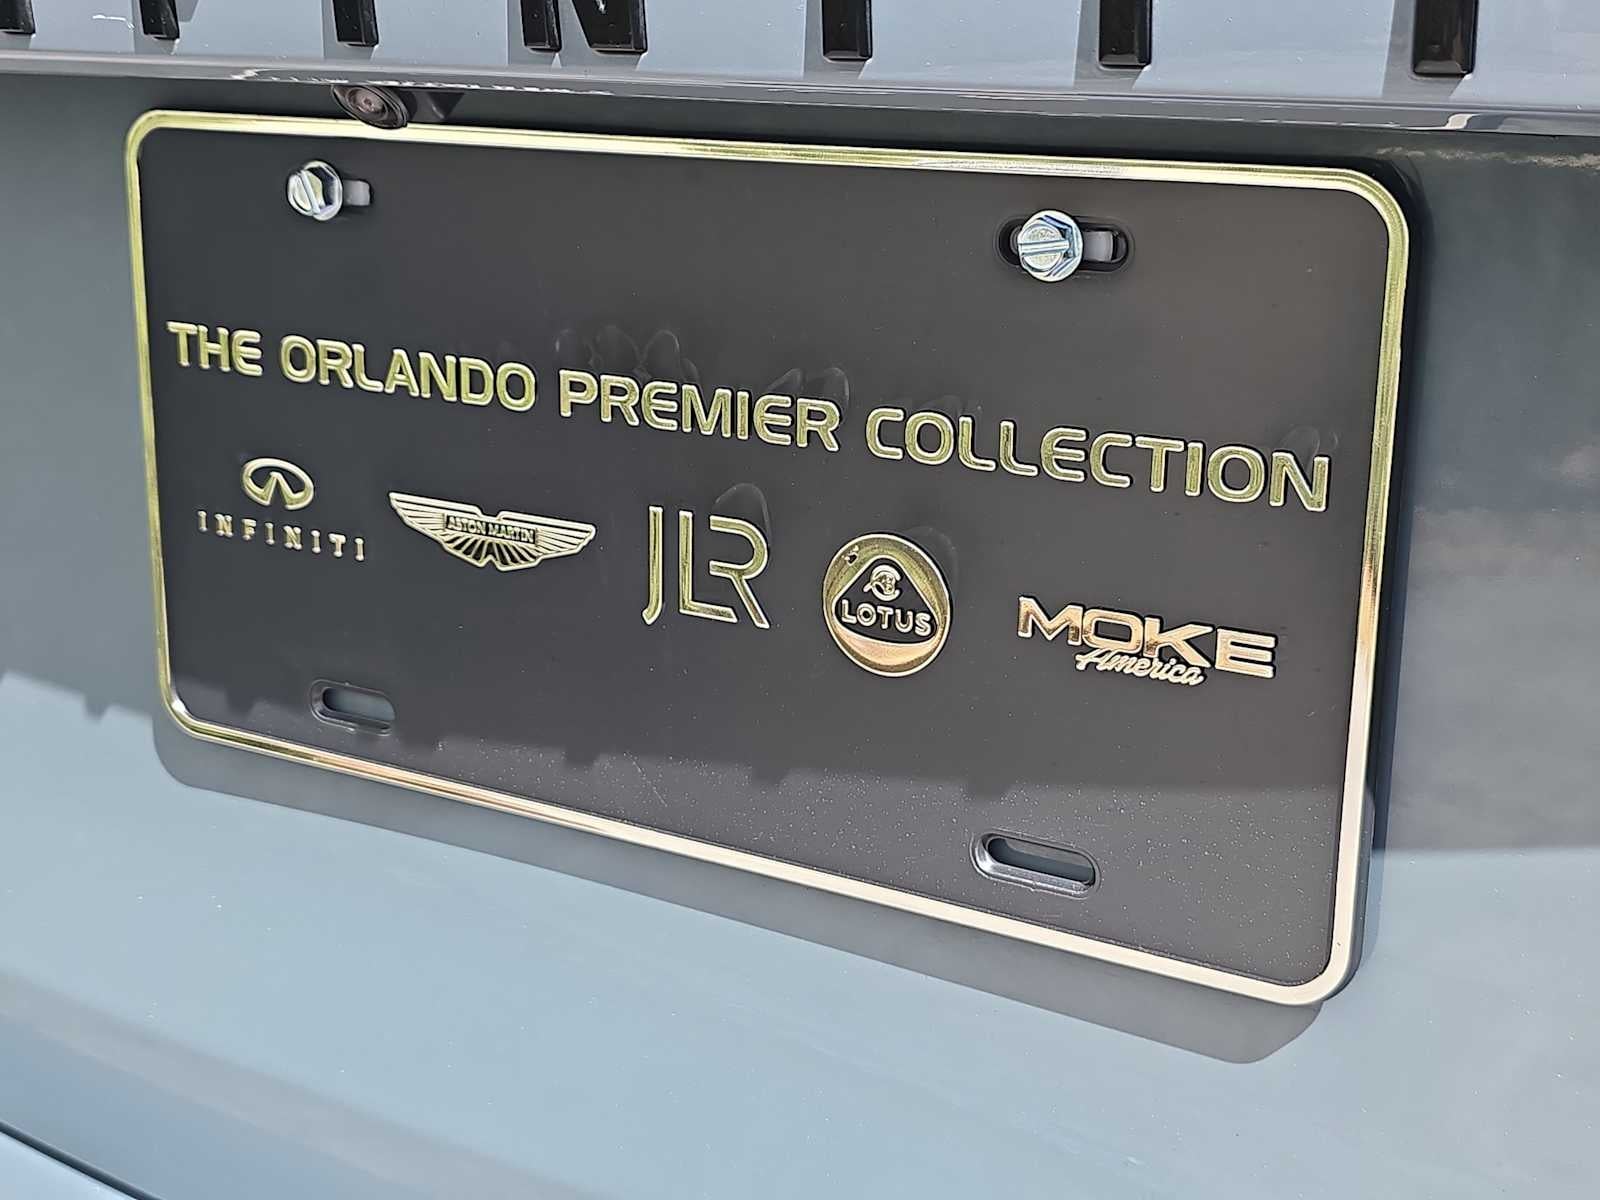 THE ORLANDO PREMIER COLLECTION
INFINITI
ASTON MARTIN
JLR
LOTUS
MOKE
America